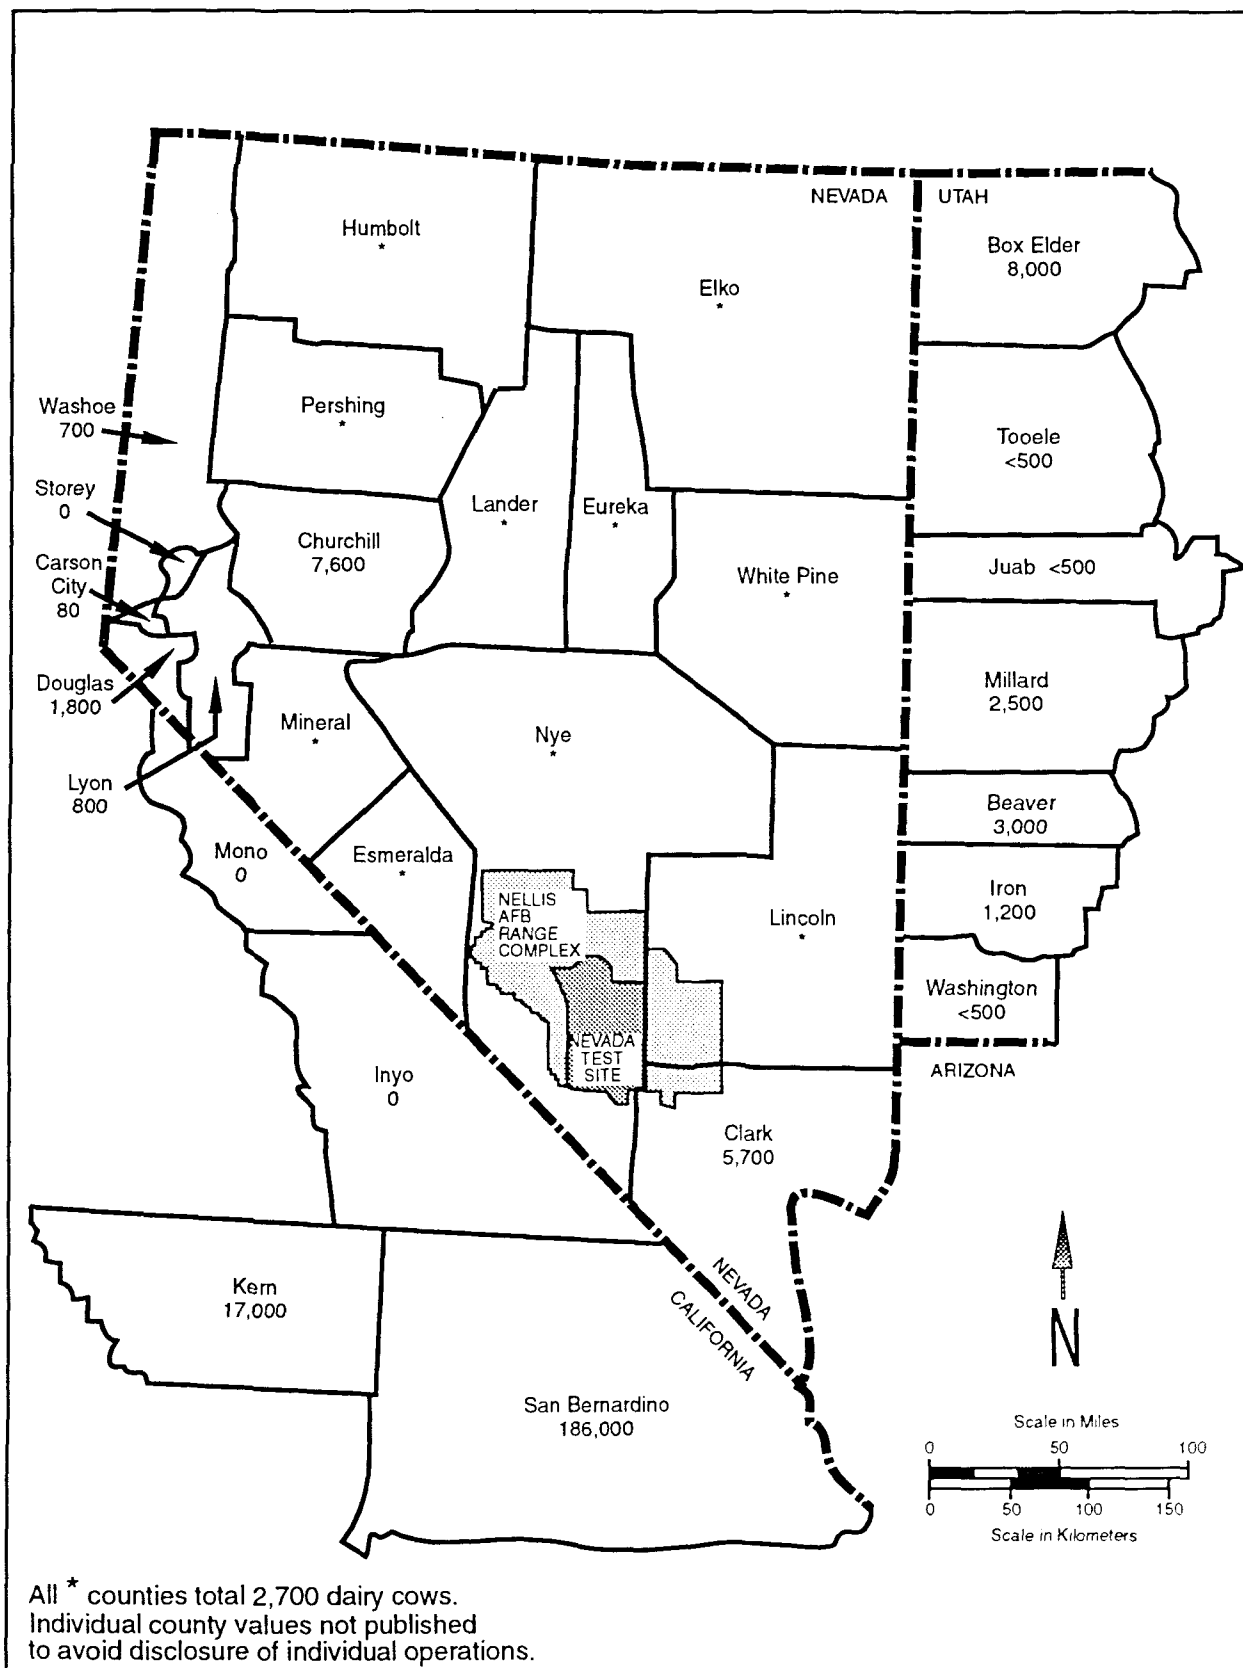 NEVADA
UTAH
Humbolt
*
Elko
*
Box Elder
8,000
Washoe
700
Pershing
*
Tooele
<500
Storey
0
Lander
*
Eureka
*
Churchill
7,600
Carson
City
80
White Pine
*
Juab <500
Douglas
1,800
Mineral
*
Nye
*
Millard
2,500
Lyon
800
Beaver
3,000
Mono
0
Esmeralda
*
Iron
1,200
NELLIS
AFB
RANGE
COMPLEX
Lincoln
*
Washington
<500
NEVADA
TEST
SITE
ARIZONA
Inyo
0
Clark
5,700
Kern
17,000
NEVADA
CALIFORNIA
N
San Bernardino
186,000
Scale in Miles
0 50 100
0 50 100 150
Scale in Kilometers
All * counties total 2,700 dairy cows.
Individual county values not published
to avoid disclosure of individual operations.